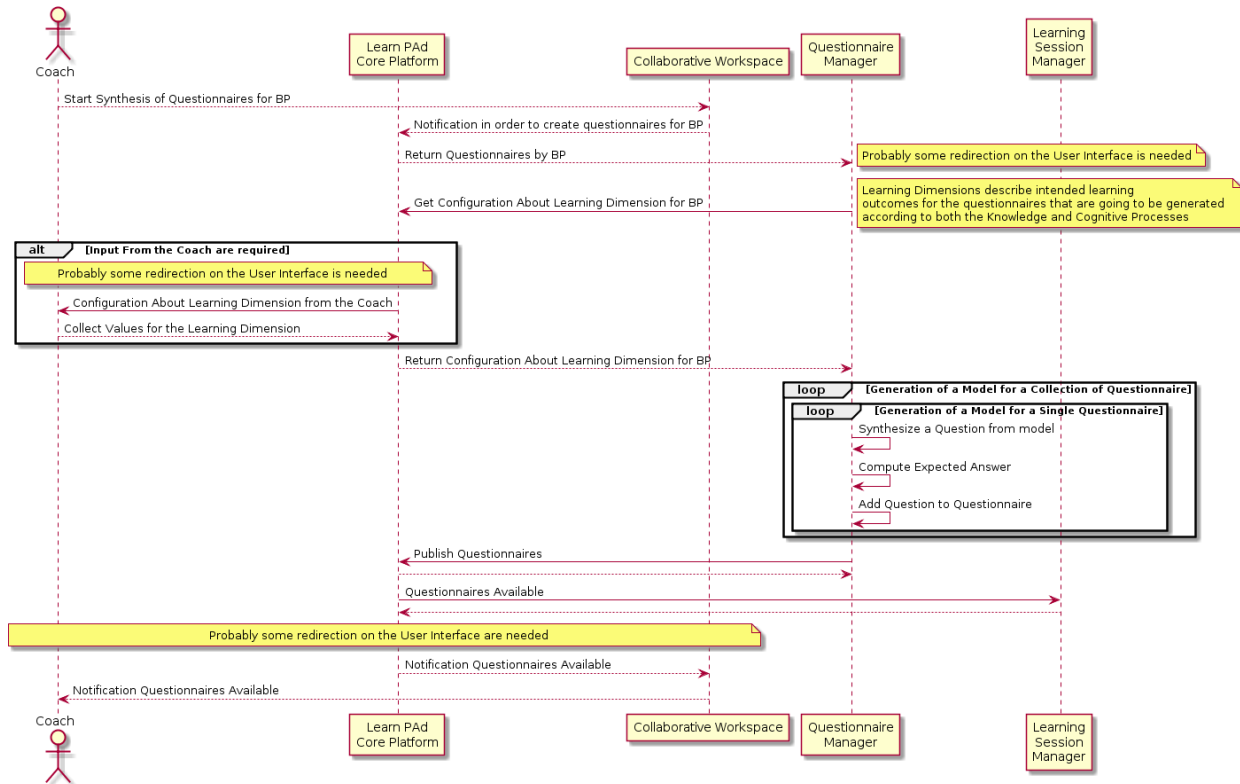 Coach
Learn PAd
Core Platform
Collaborative Workspace
Questionnaire
Manager
Learning
Session
Manager
Start Synthesis of Questionnaires for BP
Notification in order to create questionnaires for BP
Return Questionnaires by BP
Probably some redirection on the User Interface is needed
Get Configuration About Learning Dimension for BP
Learning Dimensions describe intended learning
outcomes for the questionnaires that are going to be generated
according to both the Knowledge and Cognitive Processes
alt [Input From the Coach are required]
Probably some redirection on the User Interface is needed
Configuration About Learning Dimension from the Coach
Collect Values for the Learning Dimension
Return Configuration About Learning Dimension for BP
loop [Generation of a Model for a Collection of Questionnaire]
loop [Generation of a Model for a Single Questionnaire]
Synthesize a Question from model
Compute Expected Answer
Add Question to Questionnaire
Publish Questionnaires
Questionnaires Available
Probably some redirection on the User Interface are needed
Notification Questionnaires Available
Notification Questionnaires Available
Coach
Learn PAd
Core Platform
Collaborative Workspace
Questionnaire
Manager
Learning
Session
Manager